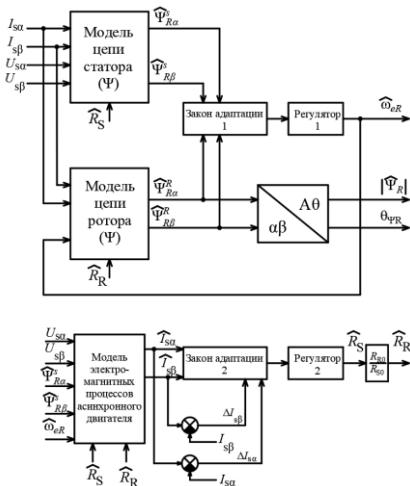 I_sα
I_sβ
U_sα
U_sβ
Модель
цепи
статора
(Ψ)
R̂_S
Ψ̂^s_Rα
Ψ̂^s_Rβ
Закон адаптации
1
Регулятор
1
ω̂_eR
Модель
цепи
ротора
(Ψ)
R̂_R
Ψ̂^R_Rα
Ψ̂^R_Rβ
Aθ
αβ
|Ψ̂_R|
θ_ΨR
U_sα
U_sβ
Ψ̂^s_Rα
Ψ̂^s_Rβ
ω̂_eR
Модель
электро-
магнитных
процессов
асинхронного
двигателя
R̂_S R̂_R
Î_sα
Î_sβ
Закон адаптации
2
Регулятор
2
R̂_S
R_R0
R_S0
R̂_R
ΔI_sβ
I_sβ
ΔI_sα
I_sα